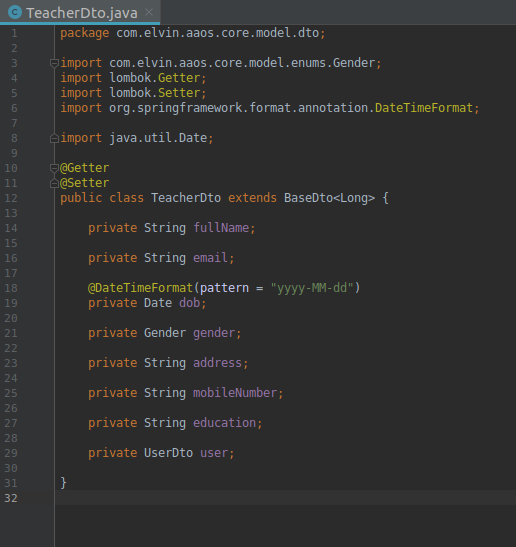 TeacherDto.java
1 package com.elvin.aaos.core.model.dto;
2
3 import com.elvin.aaos.core.model.enums.Gender;
4 import lombok.Getter;
5 import lombok.Setter;
6 import org.springframework.format.annotation.DateTimeFormat;
7
8 import java.util.Date;
9
10 @Getter
11 @Setter
12 public class TeacherDto extends BaseDto<Long> {
13
14     private String fullName;
15
16     private String email;
17
18     @DateTimeFormat(pattern = "yyyy-MM-dd")
19     private Date dob;
20
21     private Gender gender;
22
23     private String address;
24
25     private String mobileNumber;
26
27     private String education;
28
29     private UserDto user;
30
31 }
32